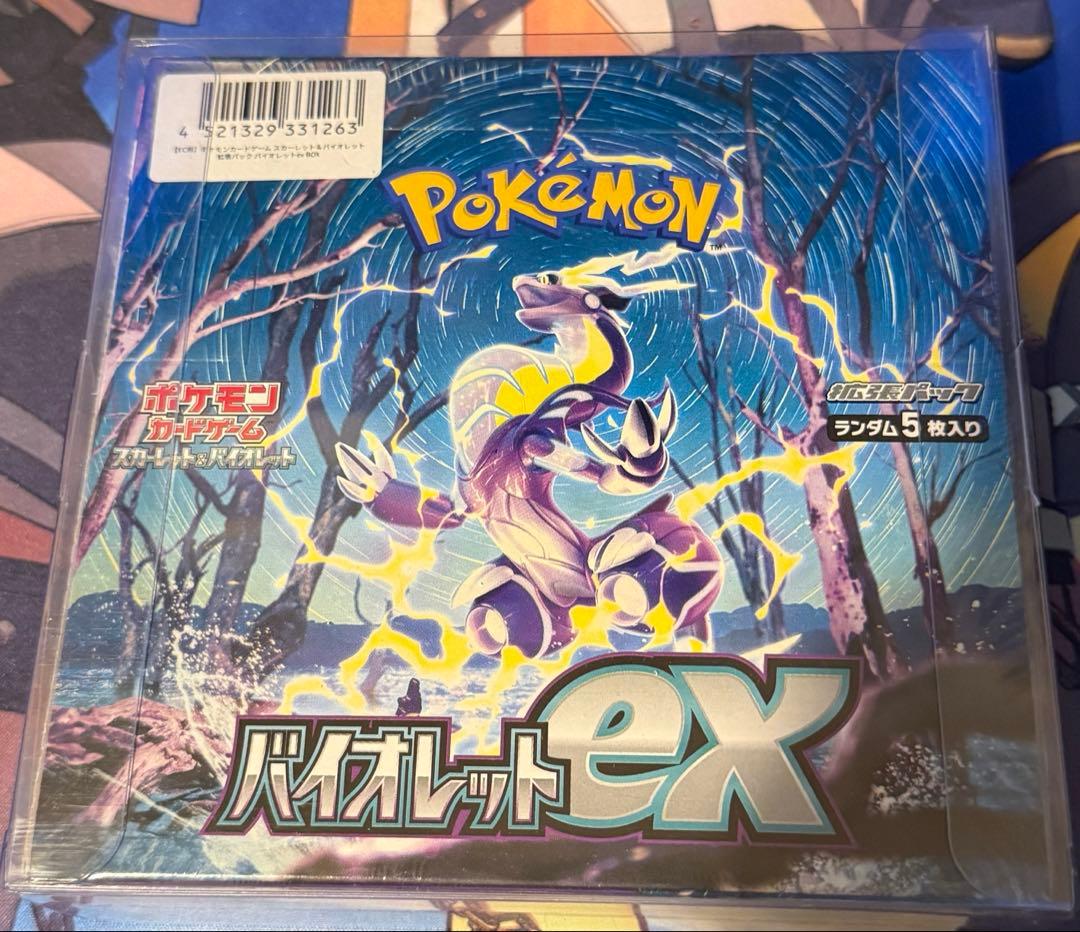 4 521329 331263
【EC用】ポケモンカードゲーム スカーレット&バイオレット
拡張パック バイオレットex BOX
POKéMON
TM
ポケモン
カードゲーム
スカーレット&バイオレット
拡張パック
ランダム5枚入り
バイオレットex